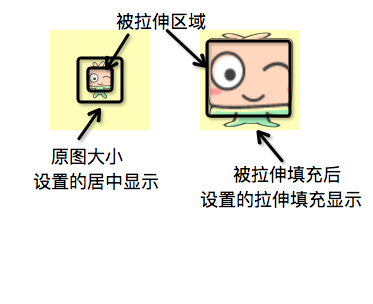 被拉伸区域
原图大小
设置的居中显示
被拉伸填充后
设置的拉伸填充显示